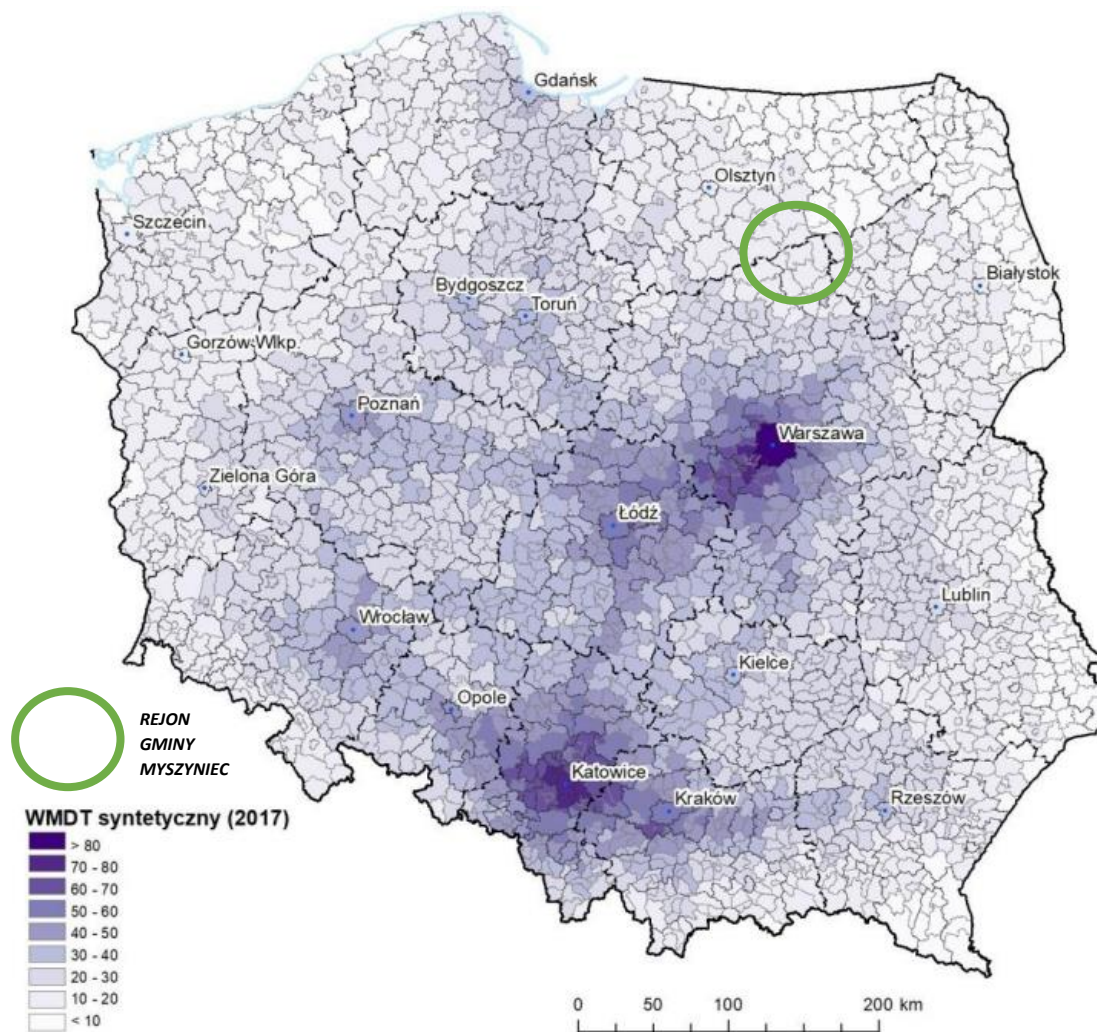 Gdańsk
Olsztyn
Szczecin
Białystok
Bydgoszcz
Toruń
Gorzów Wlkp.
Poznań
Warszawa
Zielona Góra
Łódź
Lublin
Wrocław
Kielce
Opole
REJON
GMINY
MYSZYNIEC
Katowice
Kraków
Rzeszów
WMDT syntetyczny (2017)
> 80
70 - 80
60 - 70
50 - 60
40 - 50
30 - 40
20 - 30
10 - 20
< 10
0 50 100 200 km